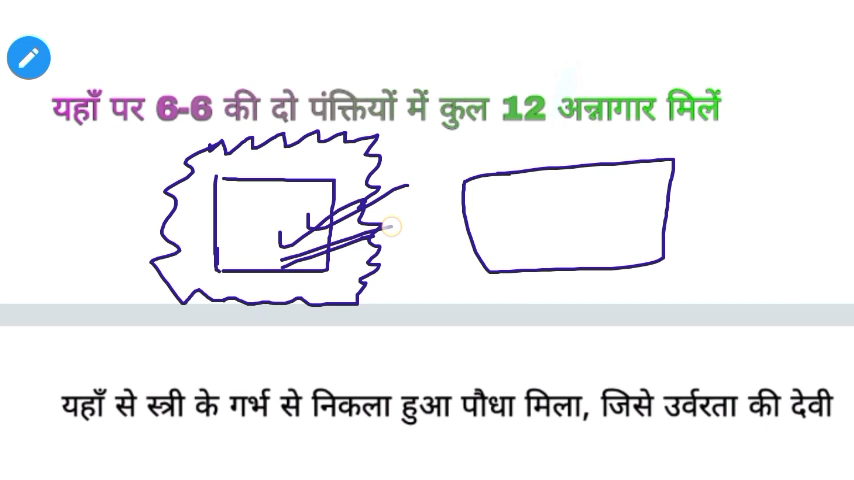 यहाँ पर 6-6 की दो पंक्तियों में कुल 12 अन्नागार मिलें
यहाँ से स्त्री के गर्भ से निकला हुआ पौधा मिला, जिसे उर्वरता की देवी